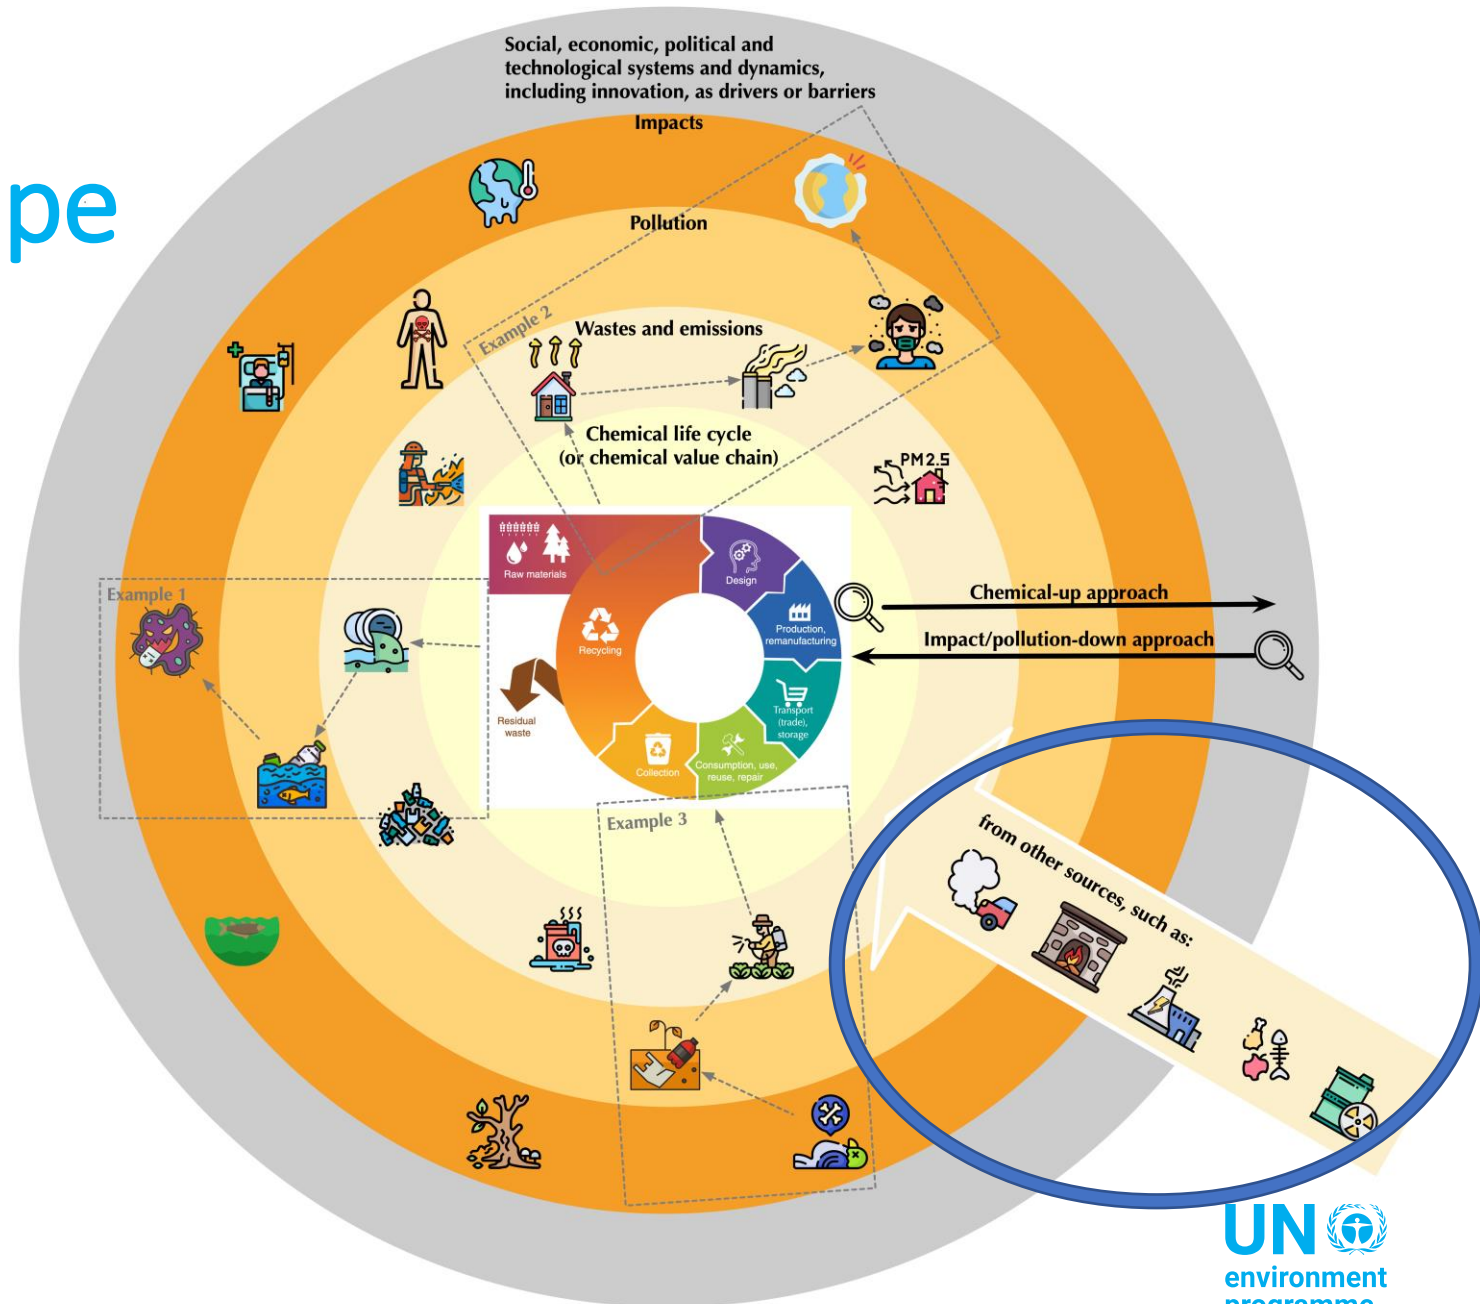 Social, economic, political and
technological systems and dynamics,
including innovation, as drivers or barriers
Impacts
pe
Pollution
Example 2
Wastes and emissions
Chemical life cycle
(or chemical value chain)
PM2.5
Raw materials
Design
Production,
remanufacturing
Recycling
Transport
(trade),
storage
Consumption, use,
reuse, repair
Collection
Residual
waste
Chemical-up approach
Impact/pollution-down approach
Example 1
Example 3
from other sources, such as:
UN
environment
programme